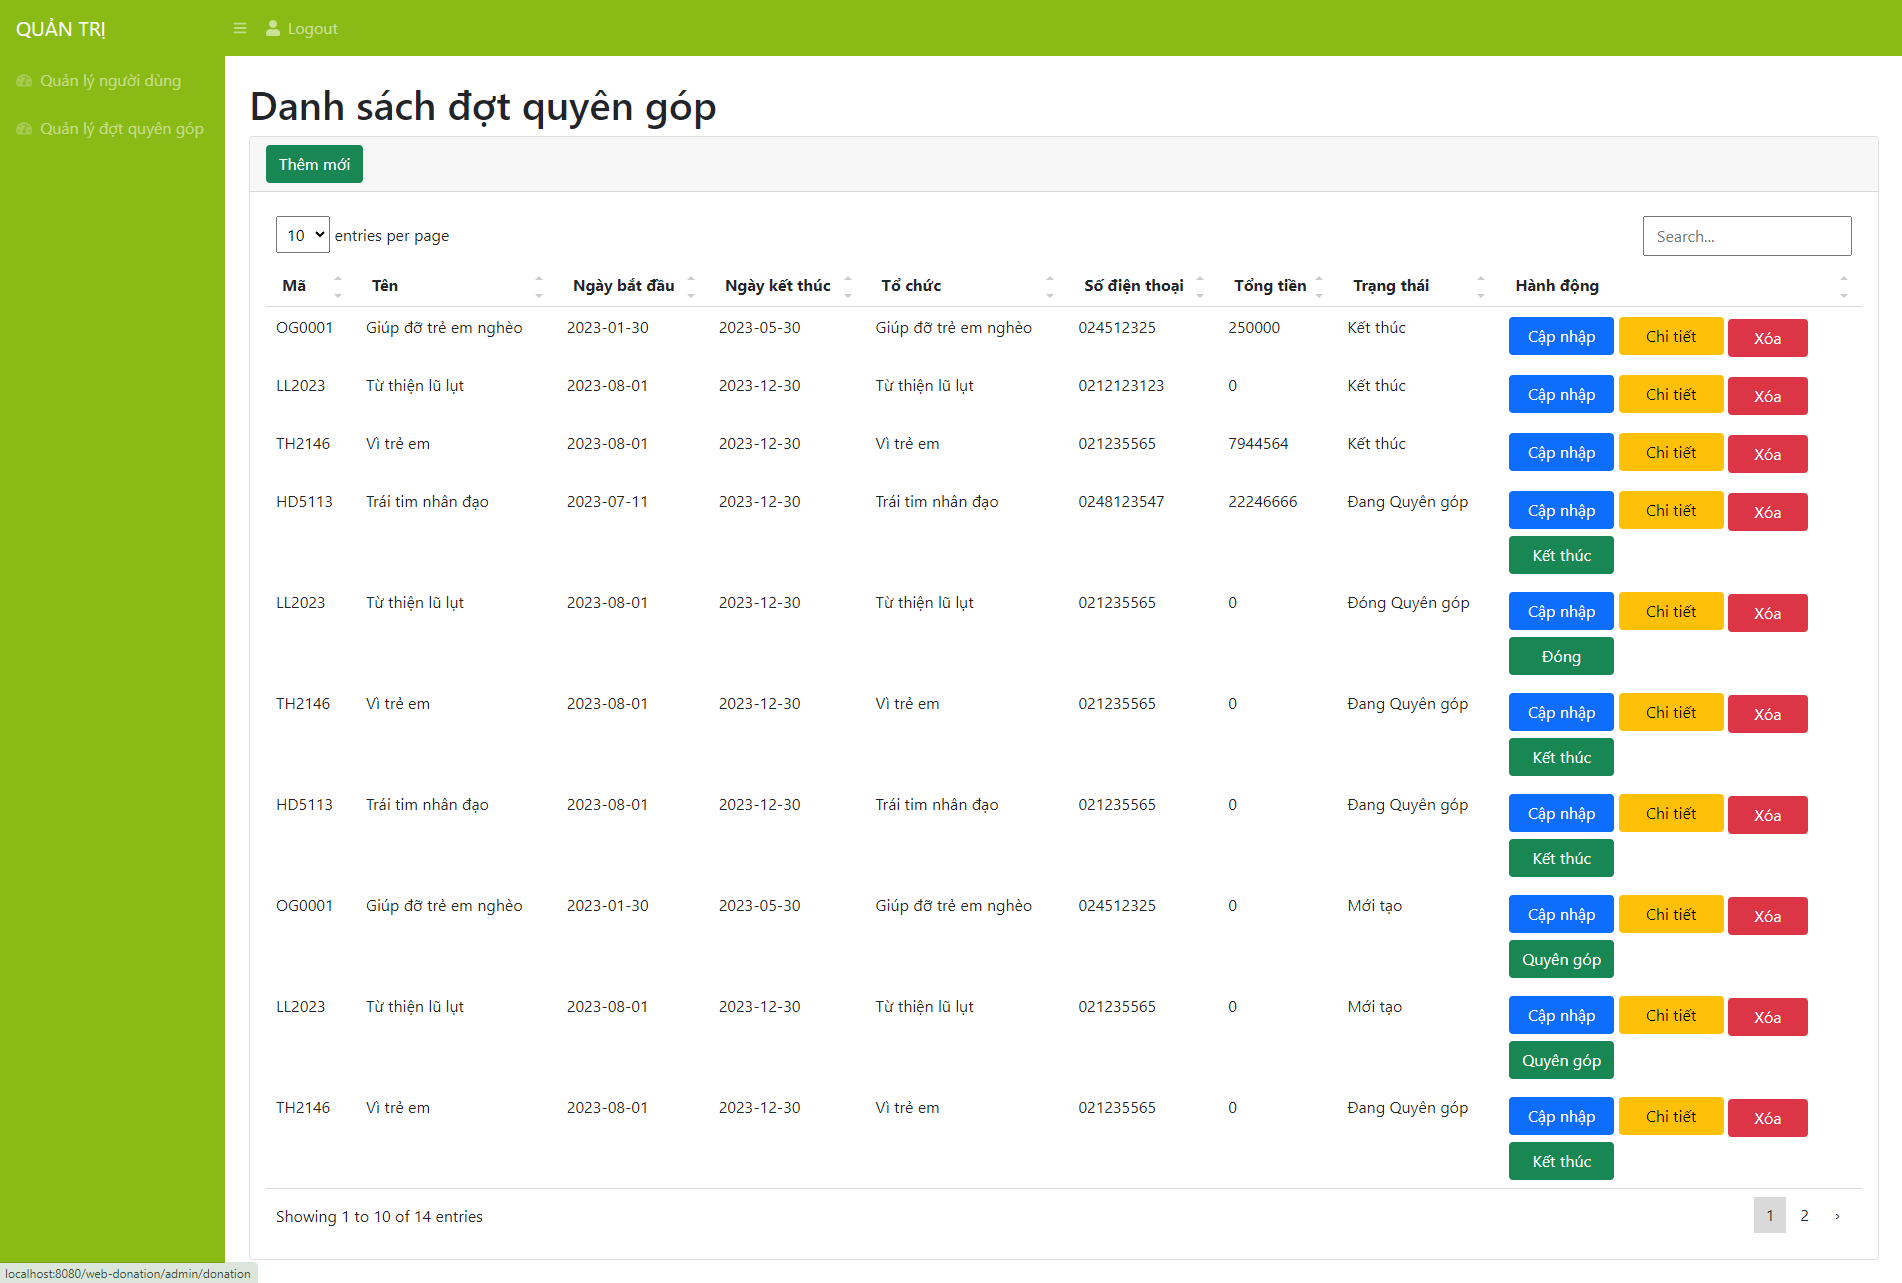 QUẢN TRỊ
Logout
Quản lý người dùng
Quản lý đợt quyên góp
Danh sách đợt quyên góp
Thêm mới
10 entries per page
Search...
Mã Tên Ngày bắt đầu Ngày kết thúc Tổ chức Số điện thoại Tổng tiền Trạng thái Hành động
OG0001 Giúp đỡ trẻ em nghèo 2023-01-30 2023-05-30 Giúp đỡ trẻ em nghèo 024512325 250000 Kết thúc Cập nhập Chi tiết Xóa
LL2023 Từ thiện lũ lụt 2023-08-01 2023-12-30 Từ thiện lũ lụt 0212123123 0 Kết thúc Cập nhập Chi tiết Xóa
TH2146 Vì trẻ em 2023-08-01 2023-12-30 Vì trẻ em 021235565 7944564 Kết thúc Cập nhập Chi tiết Xóa
HD5113 Trái tim nhân đạo 2023-07-11 2023-12-30 Trái tim nhân đạo 0248123547 22246666 Đang Quyên góp Cập nhập Chi tiết Xóa
Kết thúc
LL2023 Từ thiện lũ lụt 2023-08-01 2023-12-30 Từ thiện lũ lụt 021235565 0 Đóng Quyên góp Cập nhập Chi tiết Xóa
Đóng
TH2146 Vì trẻ em 2023-08-01 2023-12-30 Vì trẻ em 021235565 0 Đang Quyên góp Cập nhập Chi tiết Xóa
Kết thúc
HD5113 Trái tim nhân đạo 2023-08-01 2023-12-30 Trái tim nhân đạo 021235565 0 Đang Quyên góp Cập nhập Chi tiết Xóa
Kết thúc
OG0001 Giúp đỡ trẻ em nghèo 2023-01-30 2023-05-30 Giúp đỡ trẻ em nghèo 024512325 0 Mới tạo Cập nhập Chi tiết Xóa
Quyên góp
LL2023 Từ thiện lũ lụt 2023-08-01 2023-12-30 Từ thiện lũ lụt 021235565 0 Mới tạo Cập nhập Chi tiết Xóa
Quyên góp
TH2146 Vì trẻ em 2023-08-01 2023-12-30 Vì trẻ em 021235565 0 Đang Quyên góp Cập nhập Chi tiết Xóa
Kết thúc
Showing 1 to 10 of 14 entries
1 2 ›
localhost:8080/web-donation/admin/donation